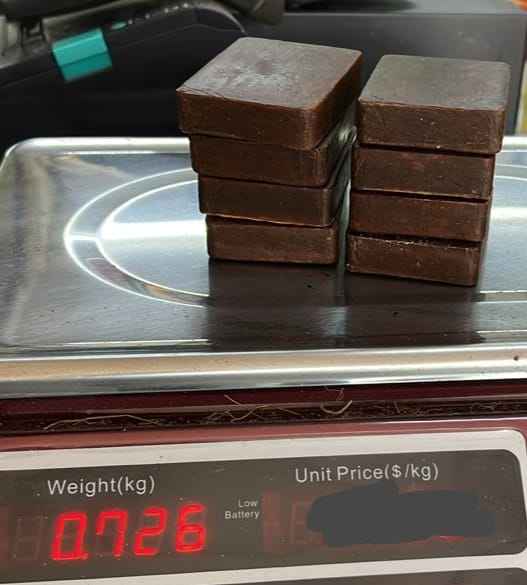 Weight(kg)
Unit Price($/kg)
Low
Battery
0.726